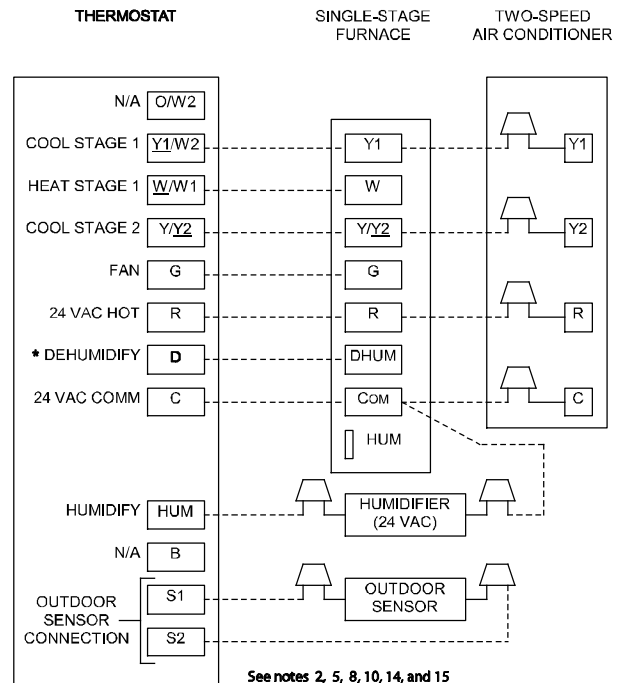 THERMOSTAT SINGLE-STAGE FURNACE TWO-SPEED AIR CONDITIONER
N/A O/W2
COOL STAGE 1 Y1/W2 Y1 Y1
HEAT STAGE 1 W/W1 W
COOL STAGE 2 Y/Y2 Y/Y2 Y2
FAN G G
24 VAC HOT R R R
* DEHUMIDIFY D DHUM
24 VAC COMM C COM C
HUM
HUMIDIFY HUM HUMIDIFIER (24 VAC)
N/A B
OUTDOOR SENSOR CONNECTION S1 OUTDOOR SENSOR
S2
See notes 2, 5, 8, 10, 14, and 15